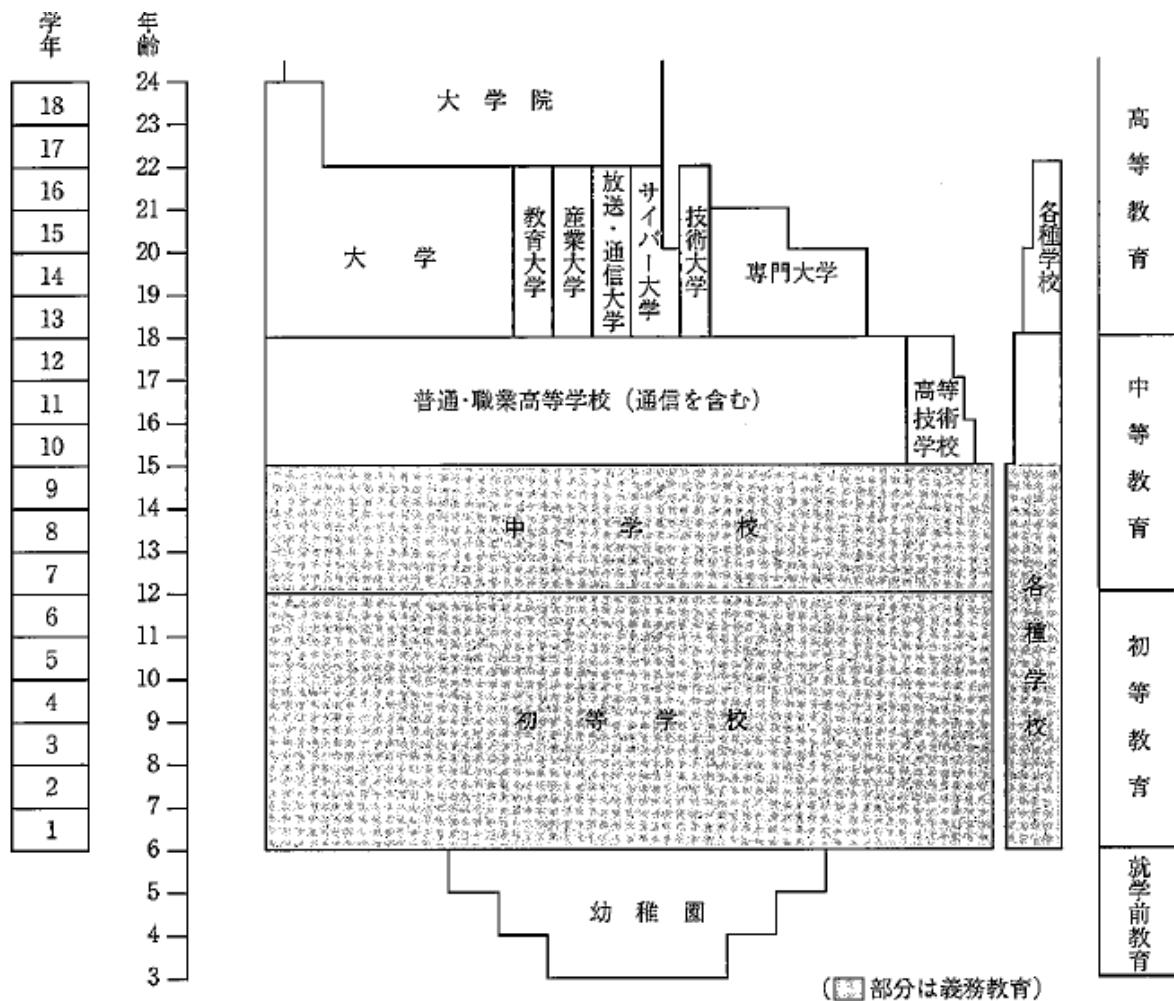 学年
年齢
18
17
16
15
14
13
12
11
10
9
8
7
6
5
4
3
2
1
24
23
22
21
20
19
18
17
16
15
14
13
12
11
10
9
8
7
6
5
4
3
大学院
大学
教育大学
産業大学
放送・通信大学
サイバー大学
技術大学
専門大学
各種学校
普通・職業高等学校（通信を含む）
高等
技術
学校
中学校
初等学校
各種学校
幼稚園
高等教育
中等教育
初等教育
就学前教育
（部分は義務教育）